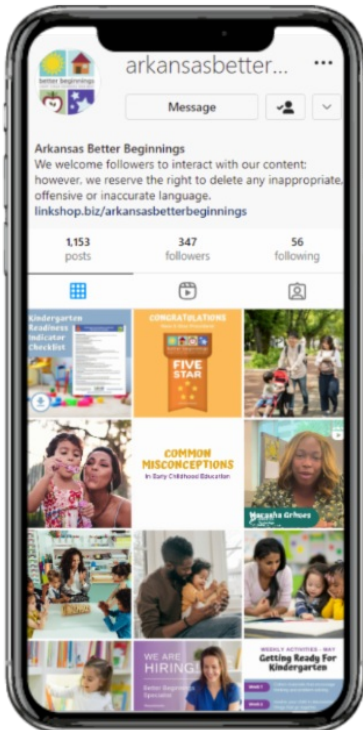 better beginnings
arkansasbetter...
Message
Arkansas Better Beginnings
We welcome followers to interact with our content;
however, we reserve the right to delete any inappropriate,
offensive or inaccurate language.
linkshop.biz/arkansasbetterbeginnings
1,153
posts
347
followers
56
following
Kindergarten
Readiness
Indicator
Checklist
CONGRATULATIONS
FIVE
STAR
COMMON
MISCONCEPTIONS
In Early Childhood Education
WE ARE
HIRING!
Better Beginnings
Specialist
WEEKLY ACTIVITIES - MAY
Getting Ready For
Kindergarten